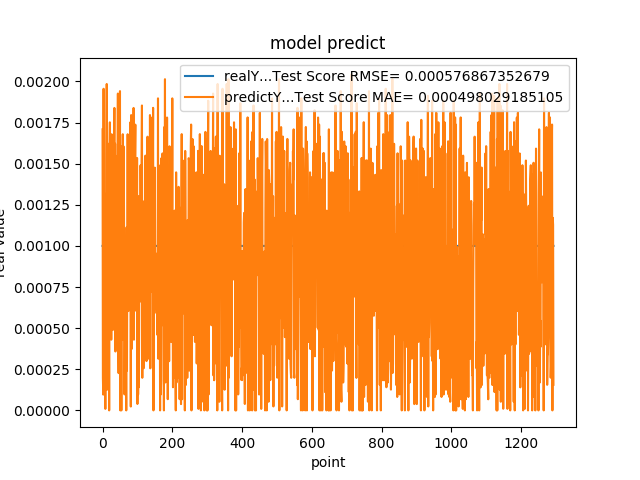 model predict
realY...Test Score RMSE= 0.000576867352679
predictY...Test Score MAE= 0.000498029185105
0.00200
0.00175
0.00150
0.00125
0.00100
0.00075
0.00050
0.00025
0.00000
real value
0 200 400 600 800 1000 1200
point